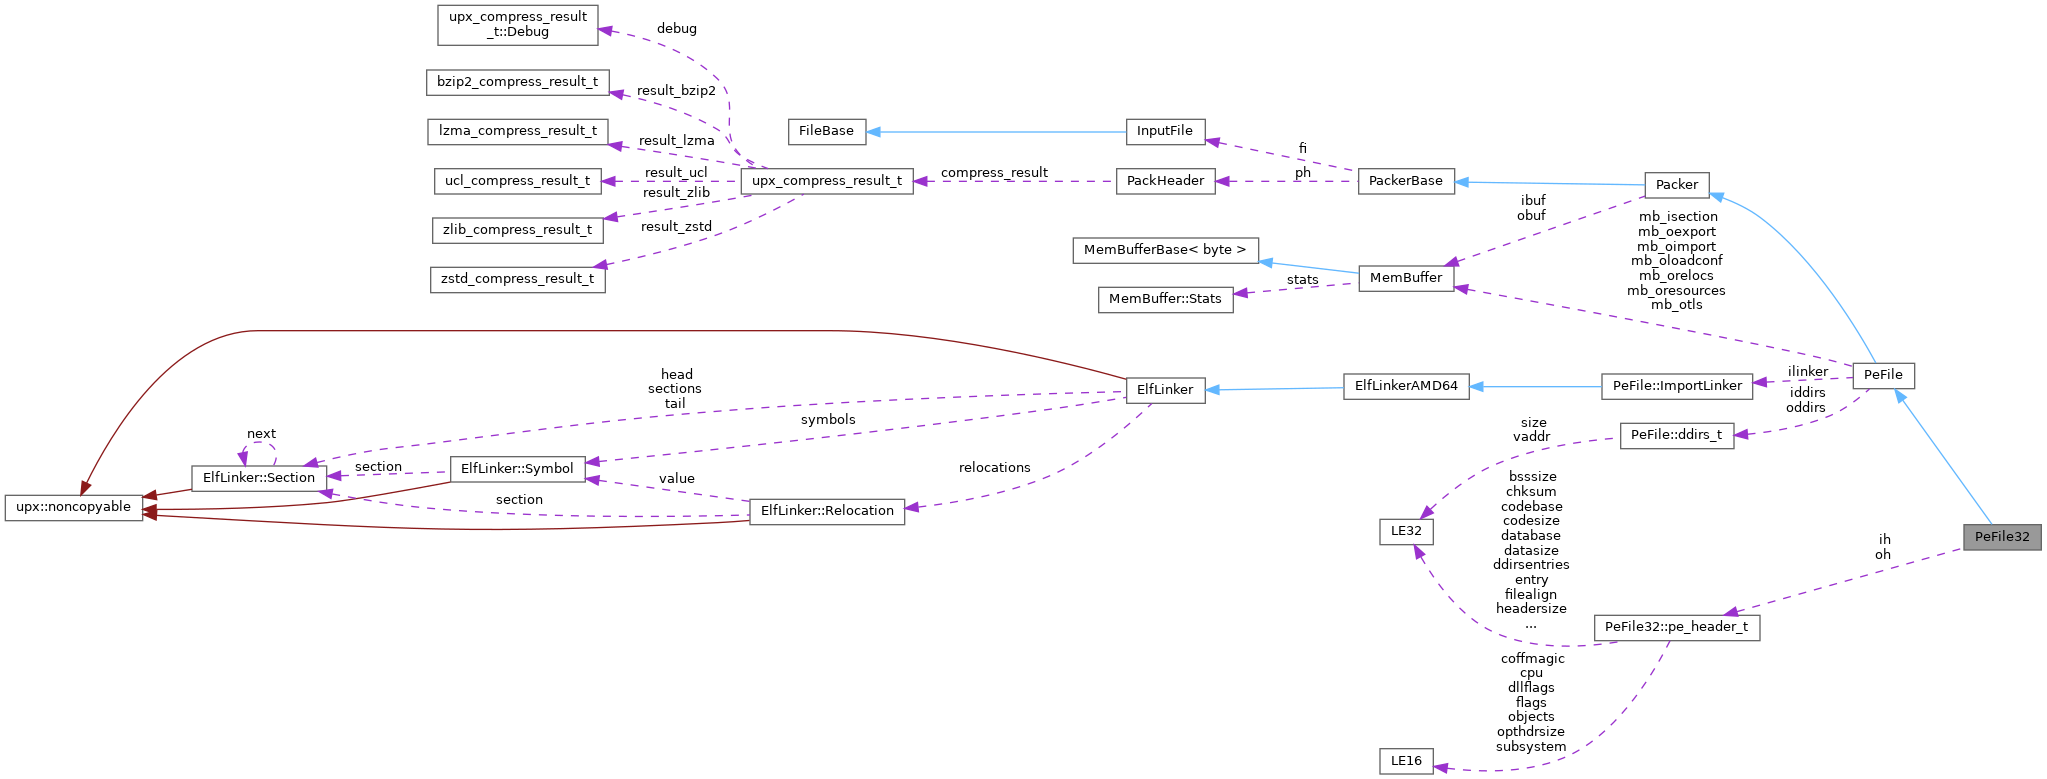 upx_compress_result
_t::Debug
debug
bzip2_compress_result_t
result_bzip2
lzma_compress_result_t
result_lzma
FileBase
InputFile
fi
ucl_compress_result_t
result_ucl
upx_compress_result_t
compress_result
PackHeader
ph
PackerBase
Packer
result_zlib
zlib_compress_result_t
result_zstd
zstd_compress_result_t
ibuf
obuf
MemBufferBase< byte >
MemBuffer
MemBuffer::Stats
stats
mb_isection
mb_oexport
mb_oimport
mb_oloadconf
mb_orelocs
mb_oresources
mb_otls
PeFile
ilinker
PeFile::ImportLinker
ElfLinkerAMD64
ElfLinker
head
sections
tail
symbols
iddirs
oddirs
PeFile::ddirs_t
size
vaddr
next
ElfLinker::Section
section
ElfLinker::Symbol
value
relocations
section
ElfLinker::Relocation
upx::noncopyable
LE32
bsssize
chksum
codebase
codesize
database
datasize
ddirsentries
entry
filealign
headersize
...
PeFile32
ih
oh
PeFile32::pe_header_t
coffmagic
cpu
dllflags
flags
objects
opthdrsize
subsystem
LE16